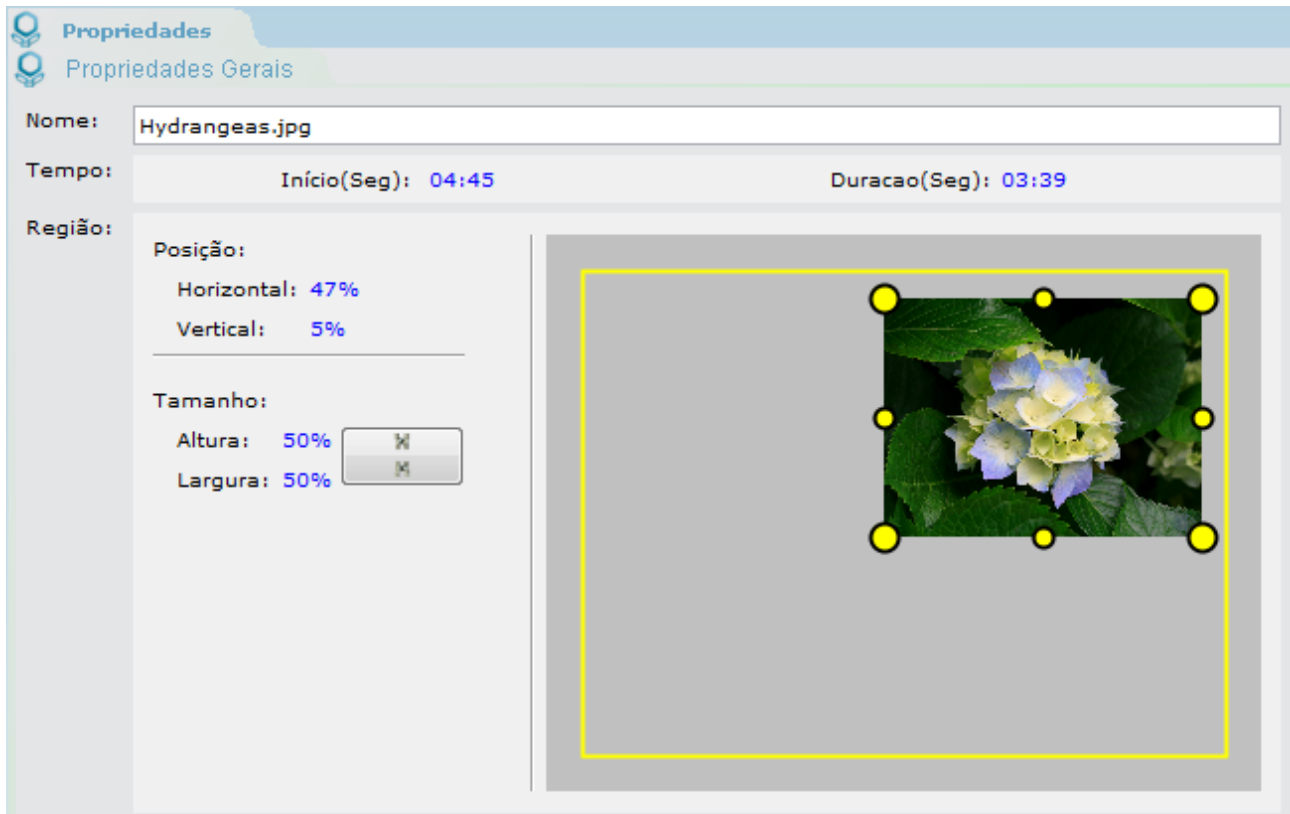 Propriedades
Propriedades Gerais
Nome: Hydrangeas.jpg
Tempo: Início(Seg): 04:45 Duracao(Seg): 03:39
Região:
Posição:
Horizontal: 47%
Vertical: 5%
Tamanho:
Altura: 50%
Largura: 50%